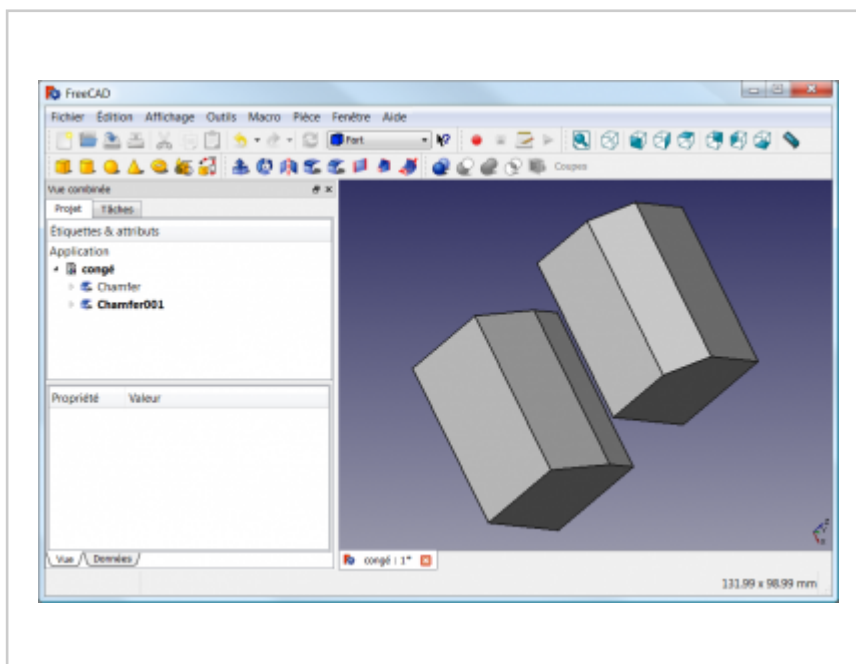 FreeCAD
Fichier Édition Affichage Outils Macro Pièce Fenêtre Aide
Part
Coupes
Vue combinée
Projet Tâches
Étiquettes & attributs
Application
congé
Chamfer
Chamfer001
Propriété Valeur
Vue Données
congé : 1*
131.99 x 98.99 mm